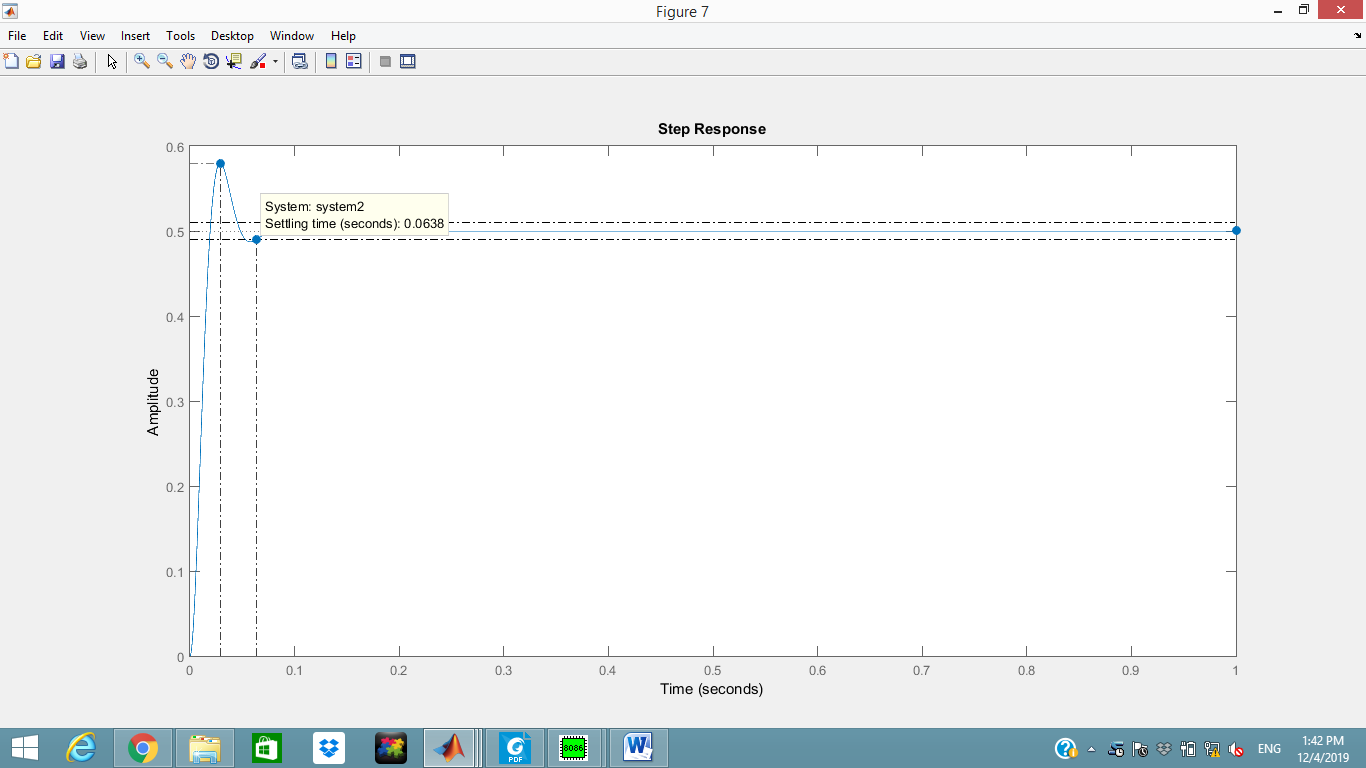 Figure 7
File Edit View Insert Tools Desktop Window Help
Step Response
0.6
0.5
0.4
0.3
0.2
0.1
0
System: system2
Settling time (seconds): 0.0638
Amplitude
0 0.1 0.2 0.3 0.4 0.5 0.6 0.7 0.8 0.9 1
Time (seconds)
PDF
8086
ENG
1:42 PM
12/4/2019